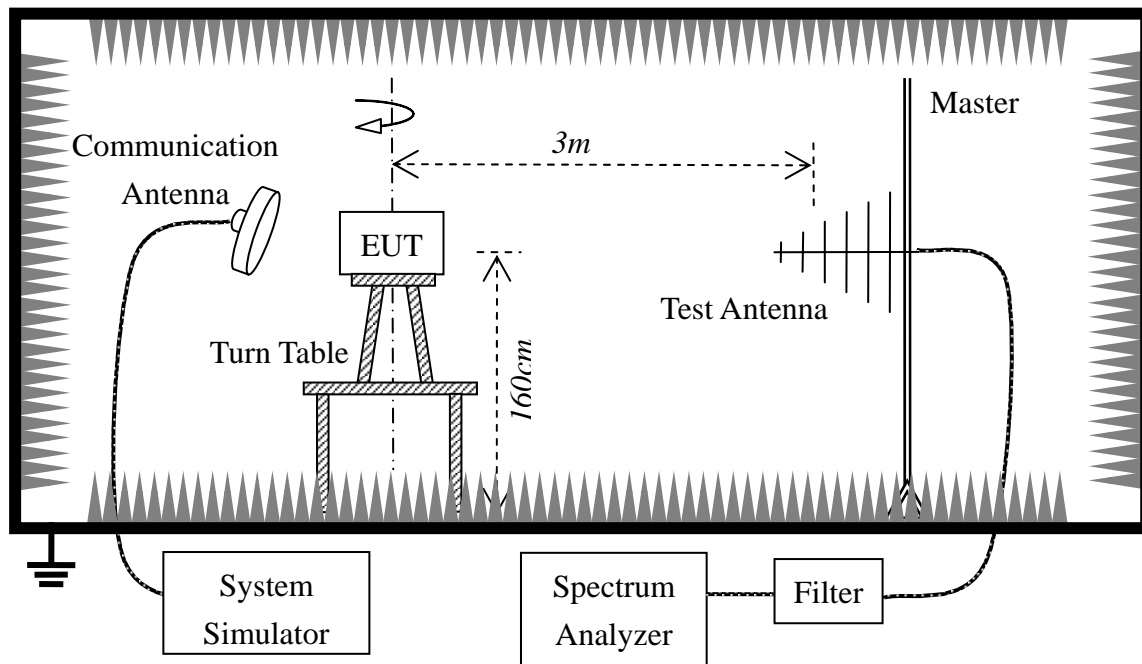 Master
3m
Communication
Antenna
EUT
Test Antenna
Turn Table
160cm
System
Simulator
Spectrum
Analyzer
Filter